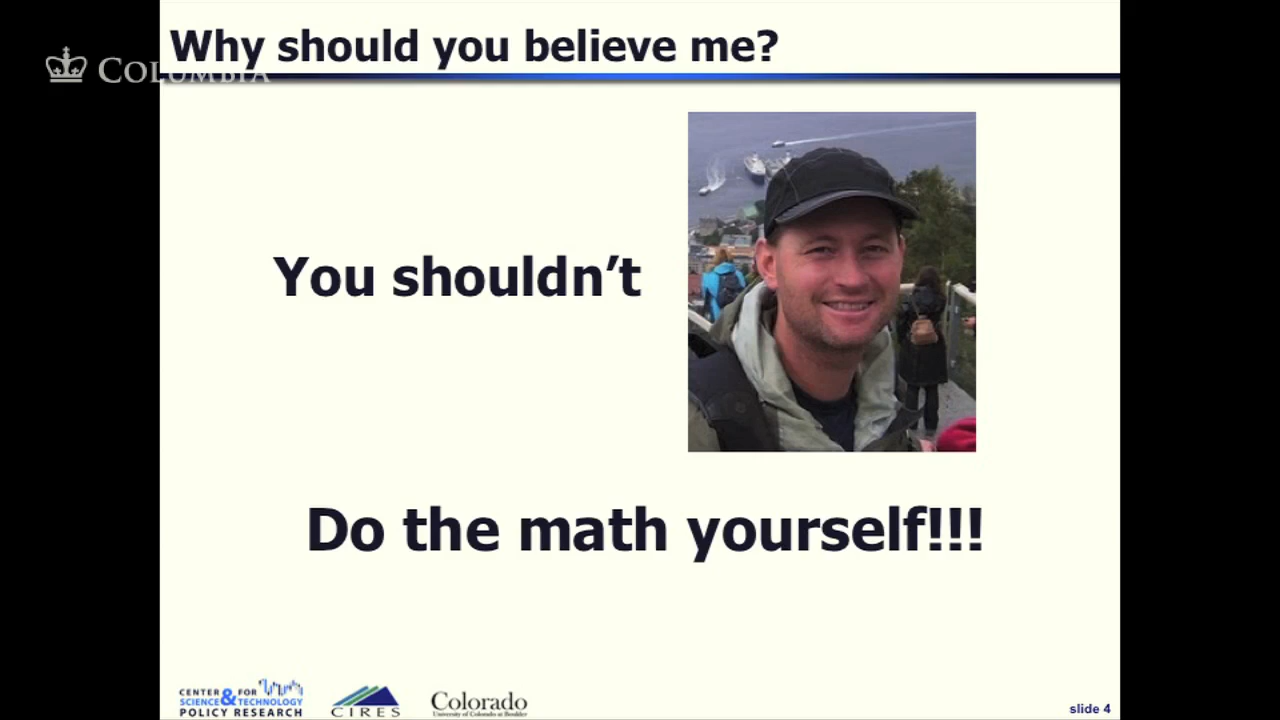 Why should you believe me?
COLUMBIA
You shouldn’t
Do the math yourself!!!
CENTER FOR
SCIENCE & TECHNOLOGY
POLICY RESEARCH
CIRES
Colorado
University of Colorado at Boulder
slide 4